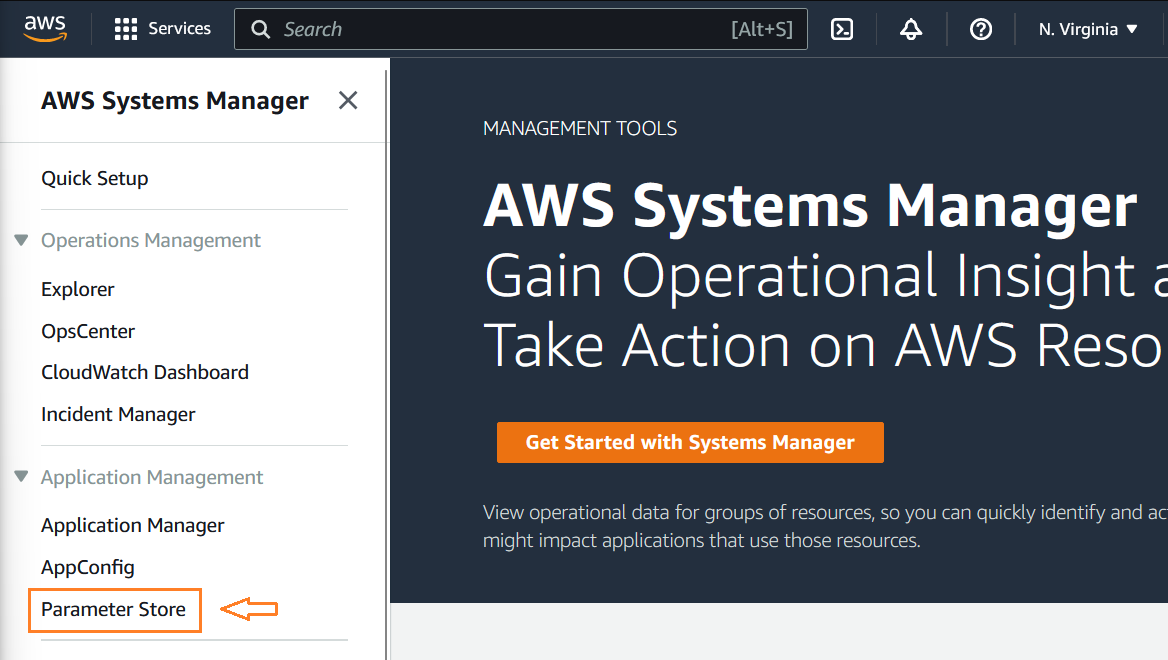 aws
Services
Search
[Alt+S]
N. Virginia
AWS Systems Manager
Quick Setup
Operations Management
Explorer
OpsCenter
CloudWatch Dashboard
Incident Manager
Application Management
Application Manager
AppConfig
Parameter Store
MANAGEMENT TOOLS
AWS Systems Manager
Gain Operational Insight a
Take Action on AWS Reso
Get Started with Systems Manager
View operational data for groups of resources, so you can quickly identify and ac
might impact applications that use those resources.